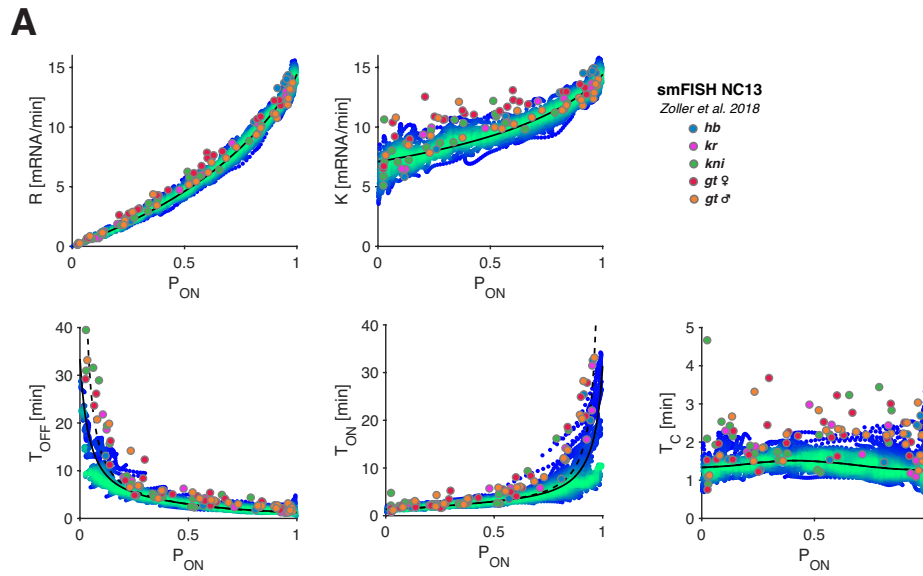 A
R [mRNA/min]
15
10
5
0
0
0.5
1
P_ON
K [mRNA/min]
15
10
5
0
0
0.5
1
P_ON
smFISH NC13
Zoller et al. 2018
hb
kr
kni
gt ♀
gt ♂
T_OFF [min]
40
30
20
10
0
0
0.5
1
P_ON
T_ON [min]
40
30
20
10
0
0
0.5
1
P_ON
T_C [min]
5
4
3
2
1
0
0
0.5
P_ON